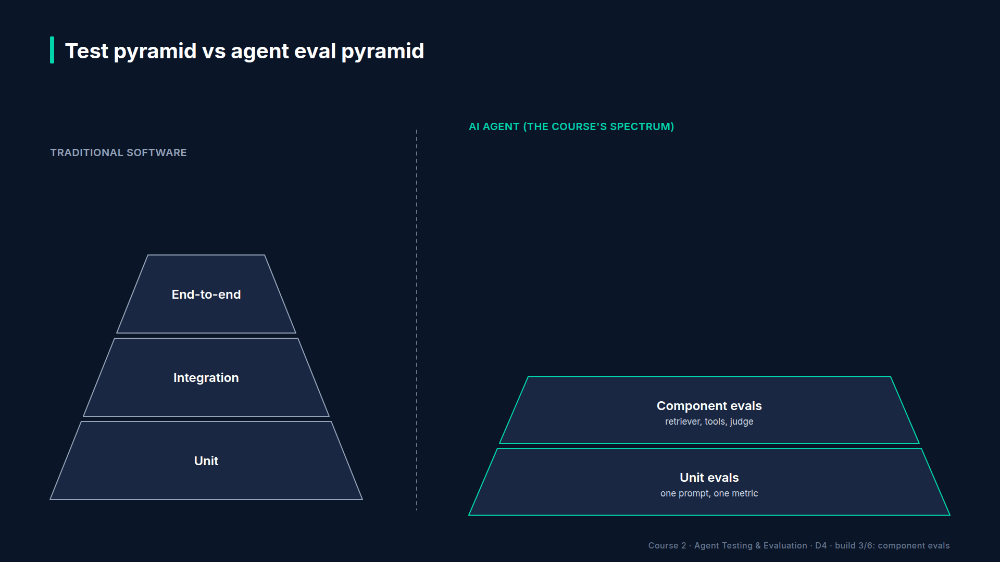 Test pyramid vs agent eval pyramid
TRADITIONAL SOFTWARE
End-to-end
Integration
Unit
AI AGENT (THE COURSE'S SPECTRUM)
Component evals
retriever, tools, judge
Unit evals
one prompt, one metric
Course 2 · Agent Testing & Evaluation · D4 · build 3/6: component evals